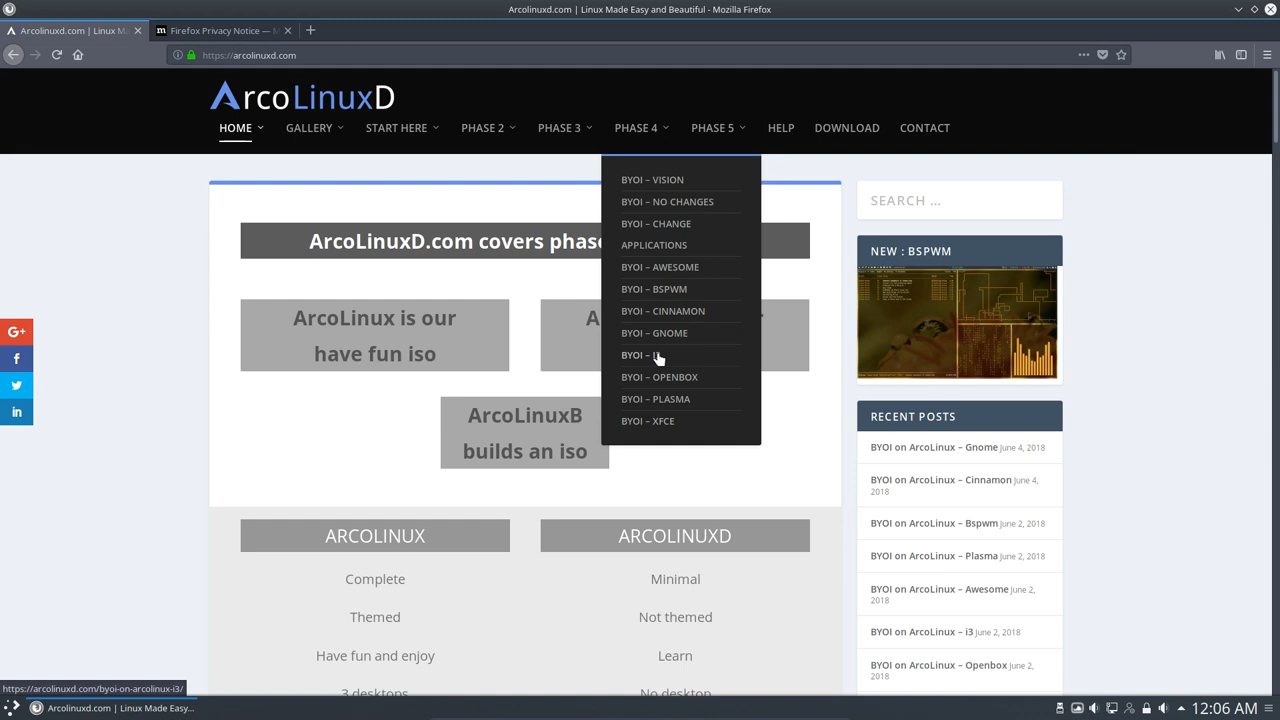 Arcolinuxd.com | Linux Made Easy and Beautiful - Mozilla Firefox
Arcolinuxd.com | Linux Ma
Firefox Privacy Notice — M
https://arcolinuxd.com
ArcoLinuxD
HOME
GALLERY
START HERE
PHASE 2
PHASE 3
PHASE 4
PHASE 5
HELP
DOWNLOAD
CONTACT
BYOI – VISION
BYOI – NO CHANGES
BYOI – CHANGE
APPLICATIONS
BYOI – AWESOME
BYOI – BSPWM
BYOI – CINNAMON
BYOI – GNOME
BYOI – I3
BYOI – OPENBOX
BYOI – PLASMA
BYOI – XFCE
ArcoLinuxD.com covers phase
ArcoLinux is our
have fun iso
A
ArcoLinuxB
builds an iso
ARCOLINUX
Complete
Themed
Have fun and enjoy
3 desktops
ARCOLINUXD
Minimal
Not themed
Learn
No desktop
SEARCH ...
NEW : BSPWM
RECENT POSTS
BYOI on ArcoLinux – Gnome June 4, 2018
BYOI on ArcoLinux – Cinnamon June 4,
2018
BYOI on ArcoLinux – Bspwm June 2, 2018
BYOI on ArcoLinux – Plasma June 2, 2018
BYOI on ArcoLinux – Awesome June 2,
2018
BYOI on ArcoLinux – i3 June 2, 2018
BYOI on ArcoLinux – Openbox June 2,
2018
https://arcolinuxd.com/byoi-on-arcolinux-i3/
Arcolinuxd.com | Linux Made Easy...
12:06 AM